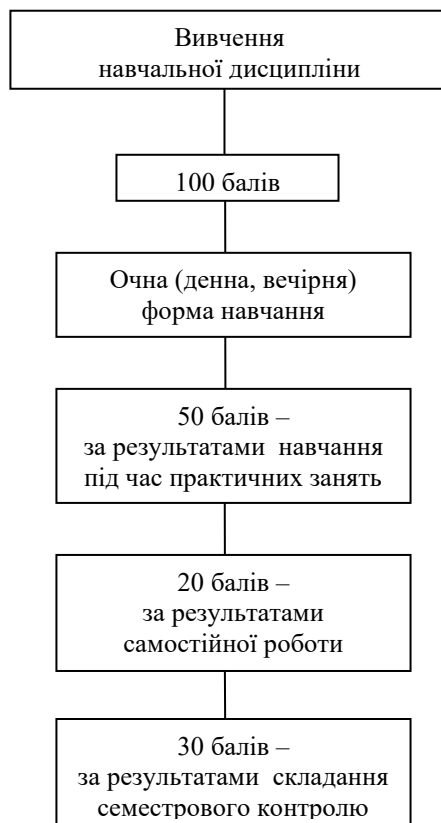 Вивчення
навчальної дисципліни
100 балів
Очна (денна, вечірня)
форма навчання
50 балів –
за результатами навчання
під час практичних занять
20 балів –
за результатами
самостійної роботи
30 балів –
за результатами складання
семестрового контролю